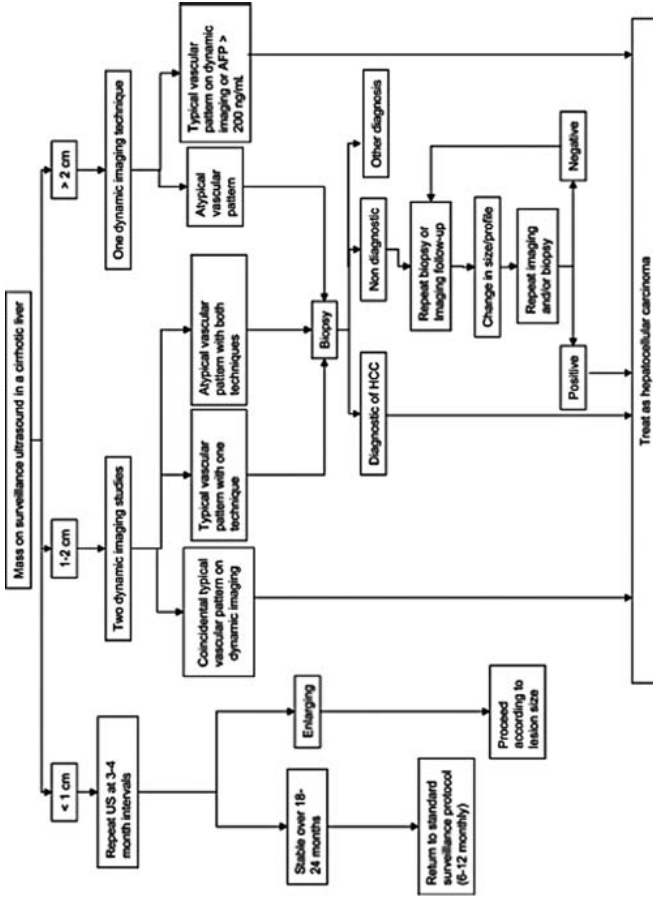 Mass on surveillance ultrasound in a cirrhotic liver
< 1 cm
1-2 cm
> 2 cm
Repeat US at 3-4
month intervals
Two dynamic imaging studies
One dynamic imaging technique
Coincidental typical
vascular pattern on
dynamic imaging
Typical vascular
pattern with one
technique
Atypical vascular
pattern with both
techniques
Atypical
vascular
pattern
Typical vascular
pattern on dynamic
imaging or AFP >
200 ng/mL
Stable over 18-
24 months
Enlarging
Biopsy
Diagnostic of HCC
Non diagnostic
Other diagnosis
Return to standard
surveillance protocol
(6-12 monthly)
Proceed
according to
lesion size
Repeat biopsy or
Imaging follow-up
Change in size/profile
Repeat imaging
and/or biopsy
Positive
Negative
Treat as hepatocellular carcinoma